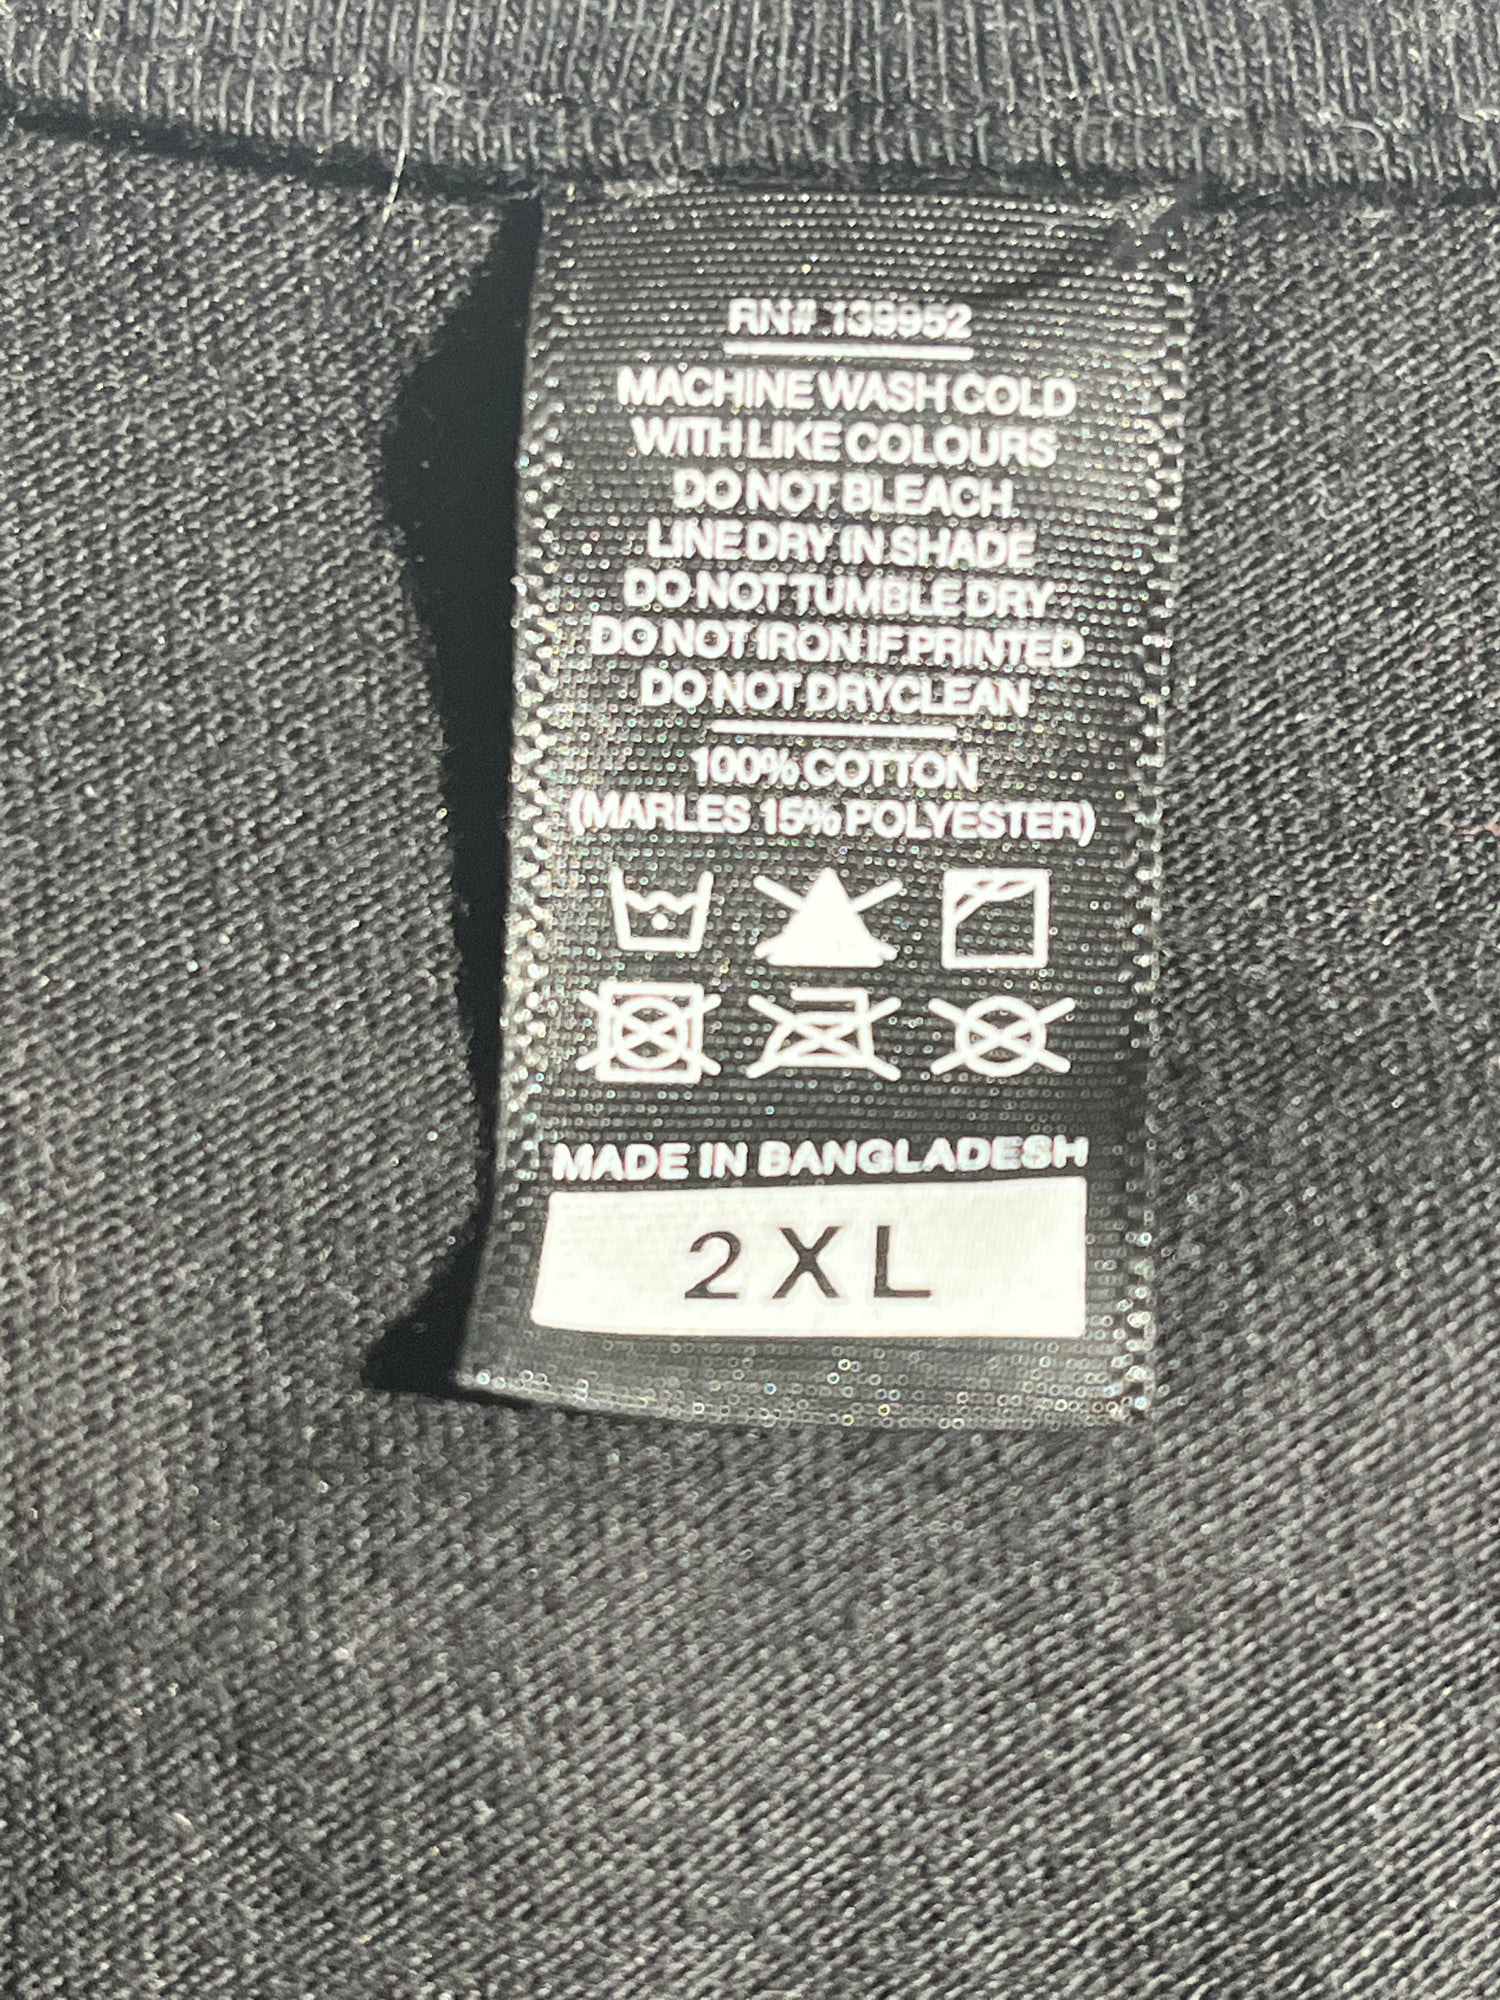 RN# 139952
MACHINE WASH COLD
WITH LIKE COLOURS
DO NOT BLEACH
LINE DRY IN SHADE
DO NOT TUMBLE DRY
DO NOT IRON IF PRINTED
DO NOT DRYCLEAN
100% COTTON
(MARLES 15% POLYESTER)
MADE IN BANGLADESH
2XL